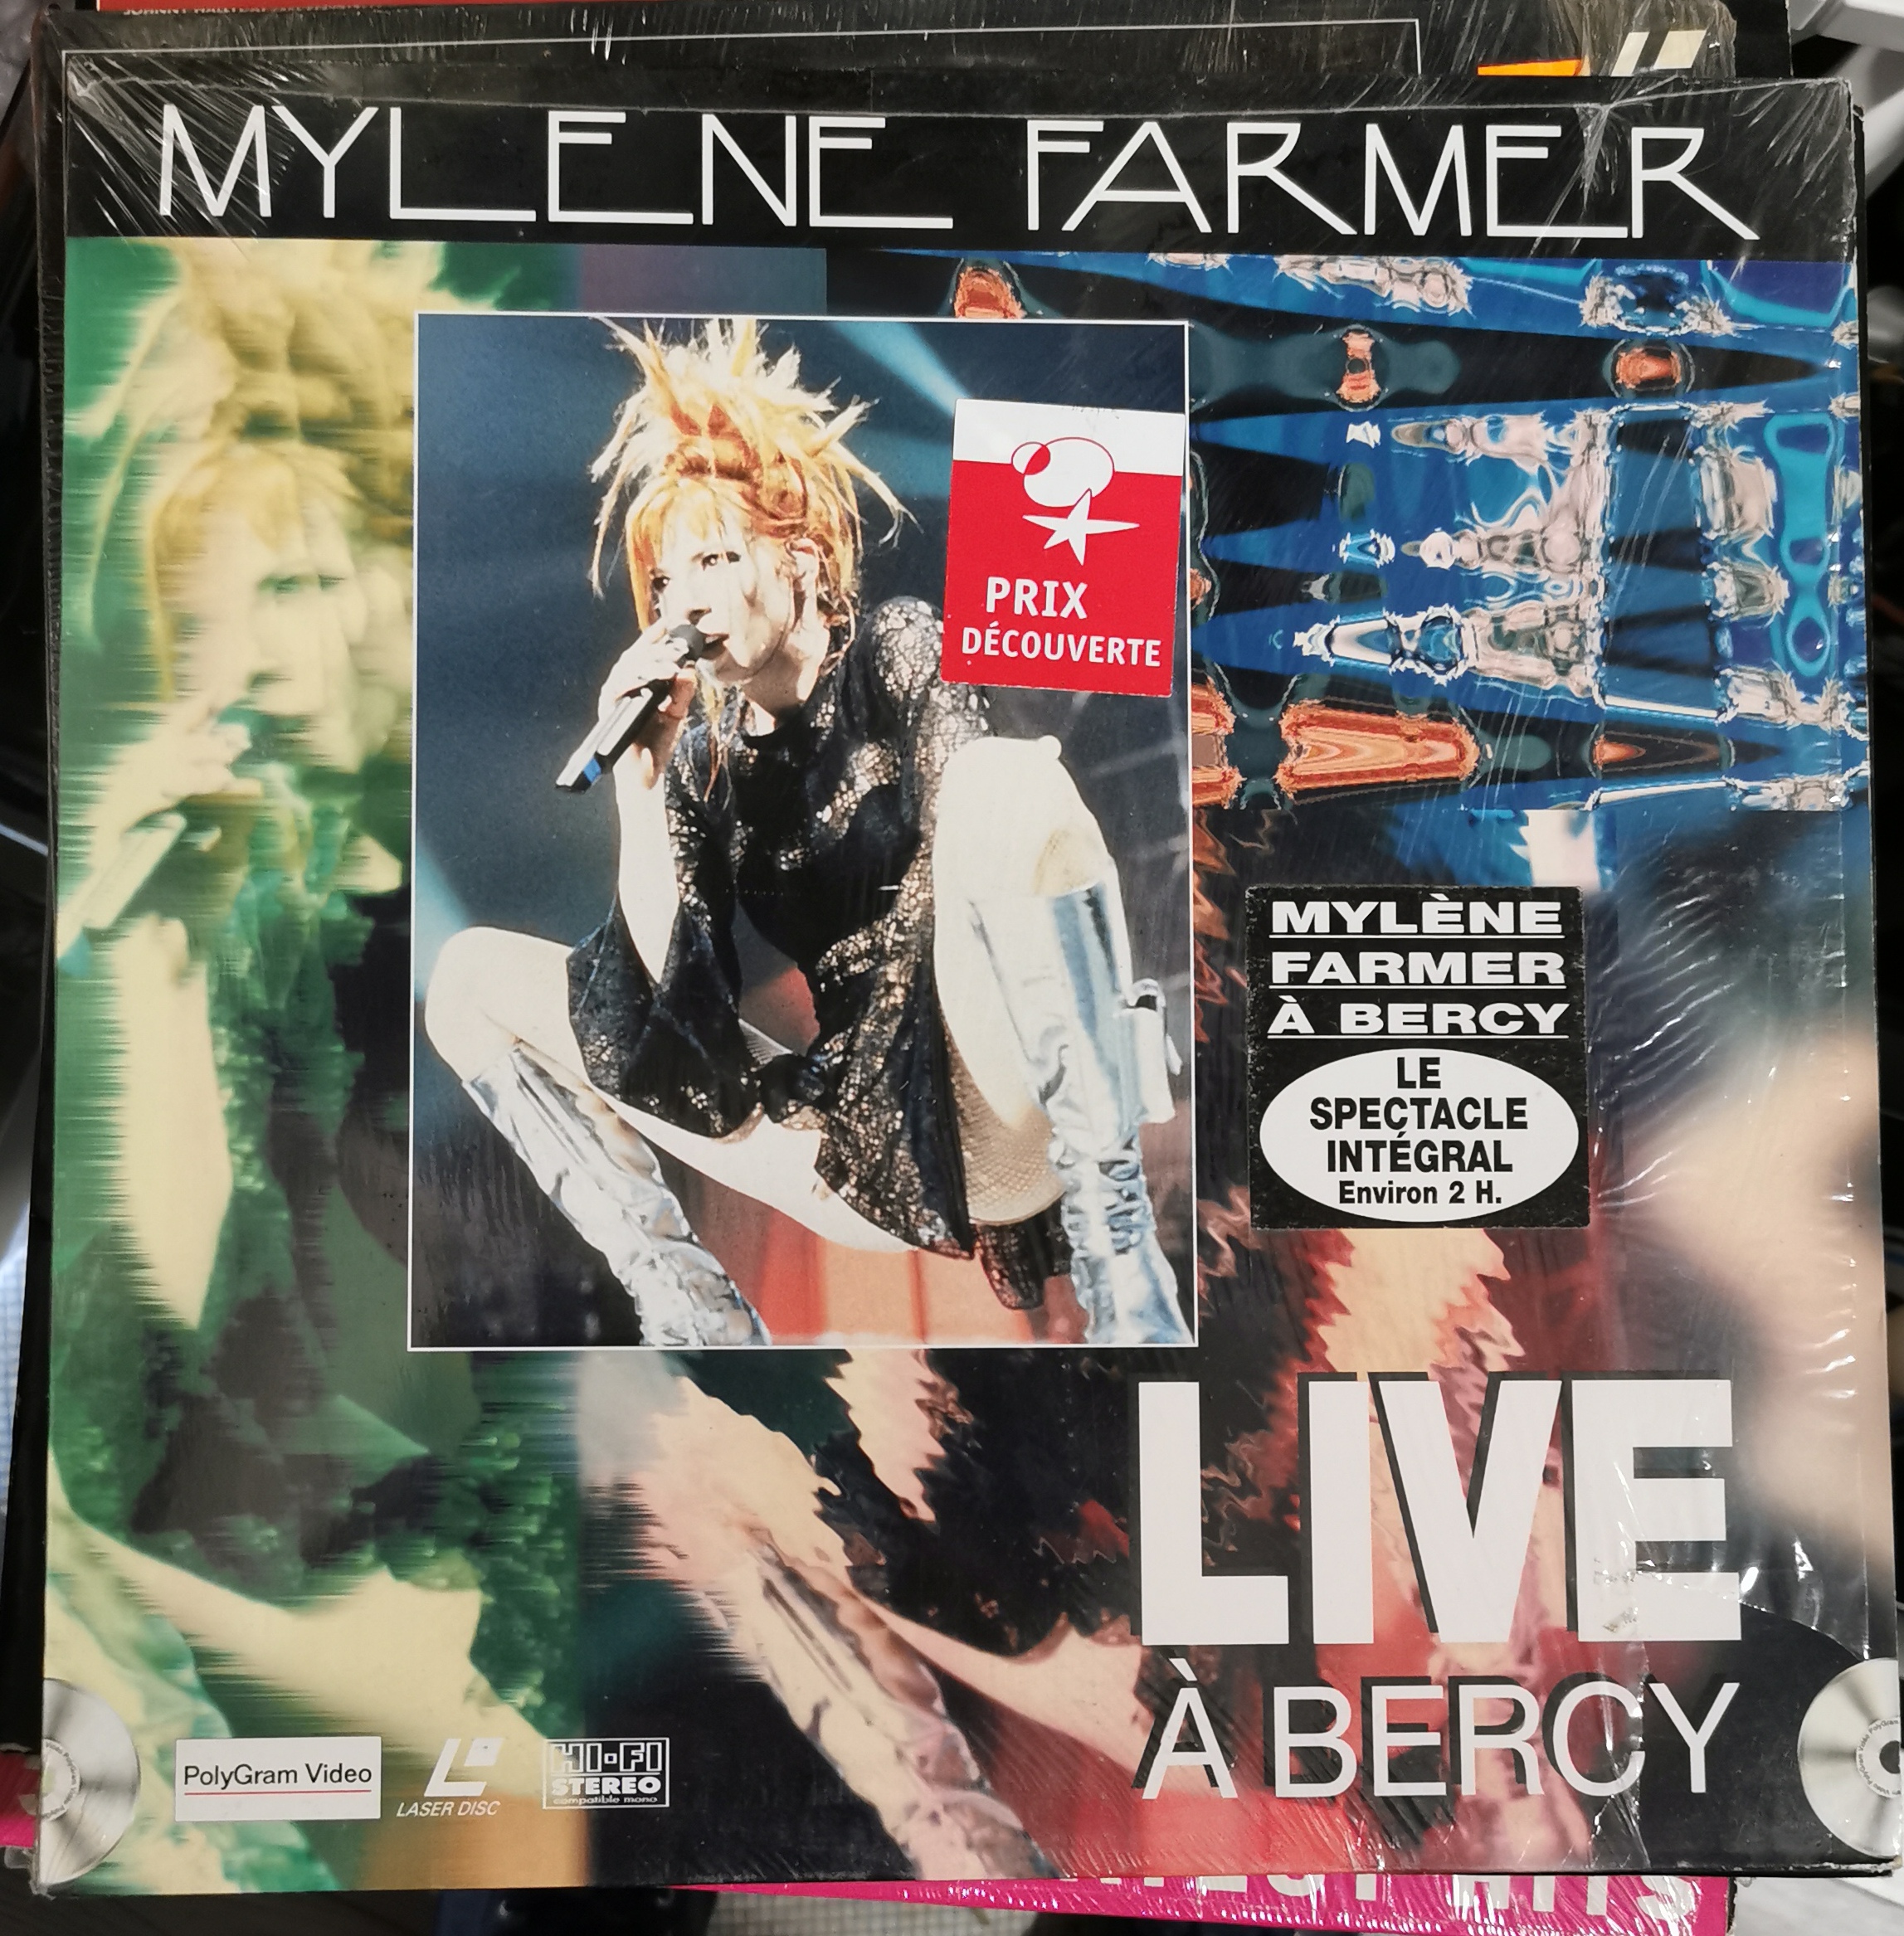 MYLENE FARMER
PRIX
DÉCOUVERTE
MYLÈNE
FARMER
À BERCY
LE
SPECTACLE
INTÉGRAL
Environ 2 H.
LIVE
À BERCY
PolyGram Video
LASER DISC
HI-FI
STEREO
compatible mono
HITS